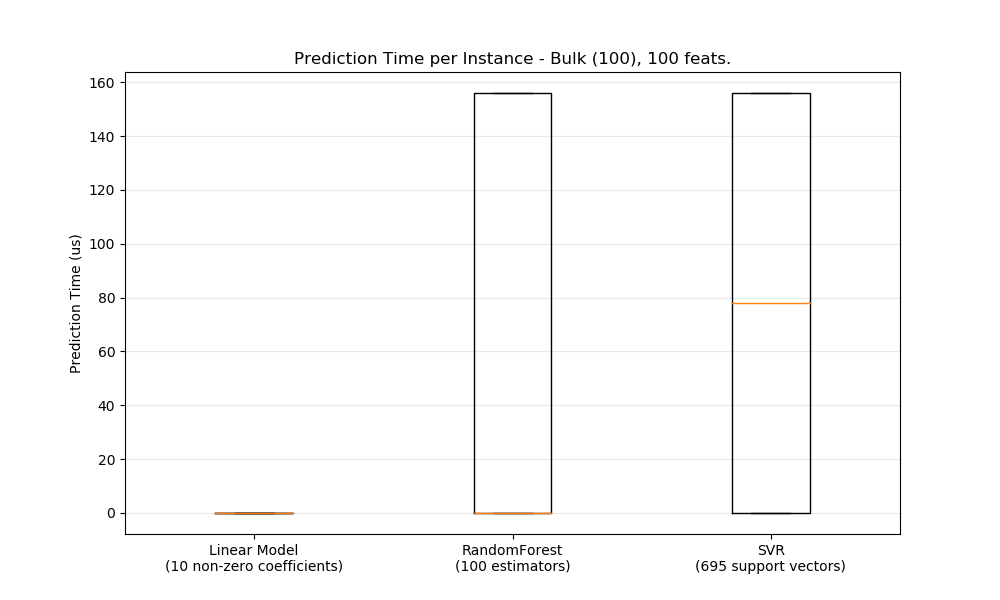 Prediction Time per Instance - Bulk (100), 100 feats.
Prediction Time (us)
160
140
120
100
80
60
40
20
0
Linear Model
(10 non-zero coefficients)
RandomForest
(100 estimators)
SVR
(695 support vectors)